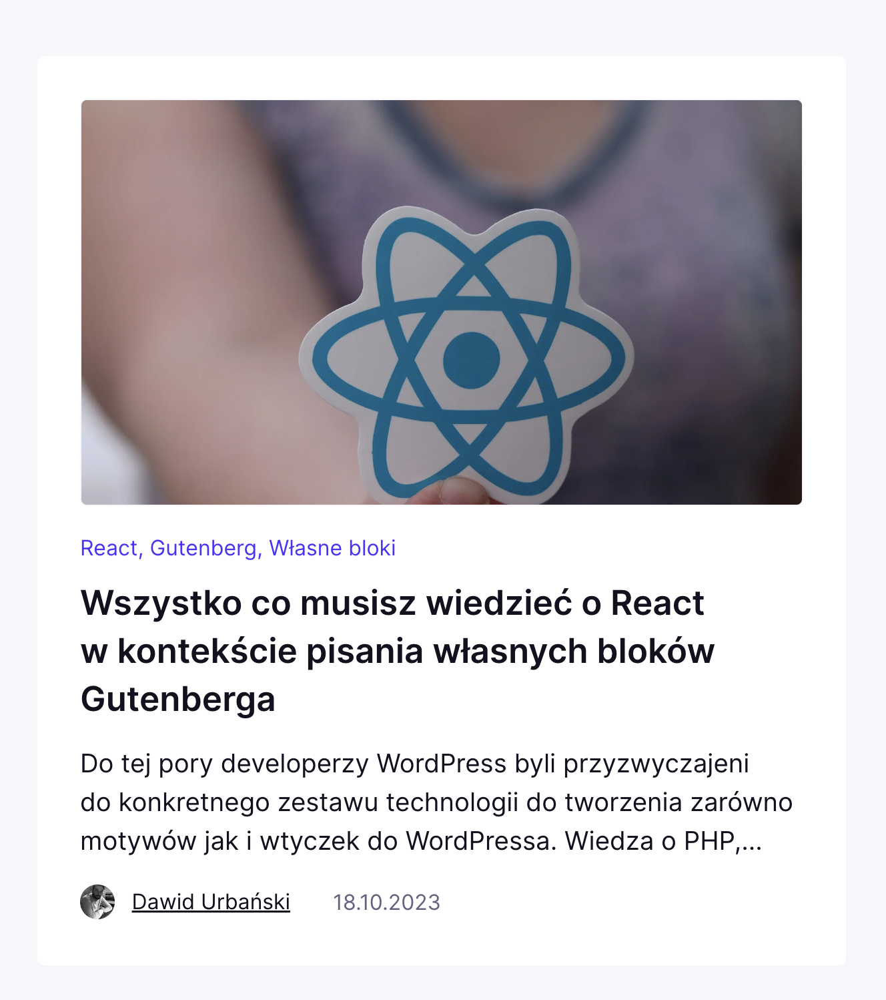 React, Gutenberg, Własne bloki
Wszystko co musisz wiedzieć o React
w kontekście pisania własnych bloków
Gutenberga
Do tej pory developerzy WordPress byli przyzwyczajeni
do konkretnego zestawu technologii do tworzenia zarówno
motywów jak i wtyczek do WordPressa. Wiedza o PHP,...
Dawid Urbański 18.10.2023